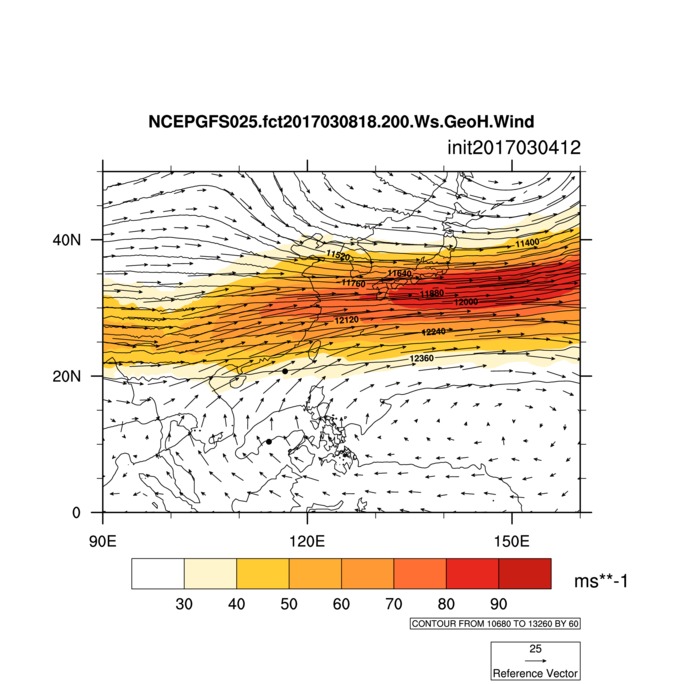 NCEPGFS025.fct2017030818.200.Ws.GeoH.Wind
init2017030412
40N
20N
0
11400
11520
11640
11760
11880
12000
12120
12240
12360
90E 120E 150E
30 40 50 60 70 80 90
ms**-1
CONTOUR FROM 10680 TO 13260 BY 60
25
Reference Vector